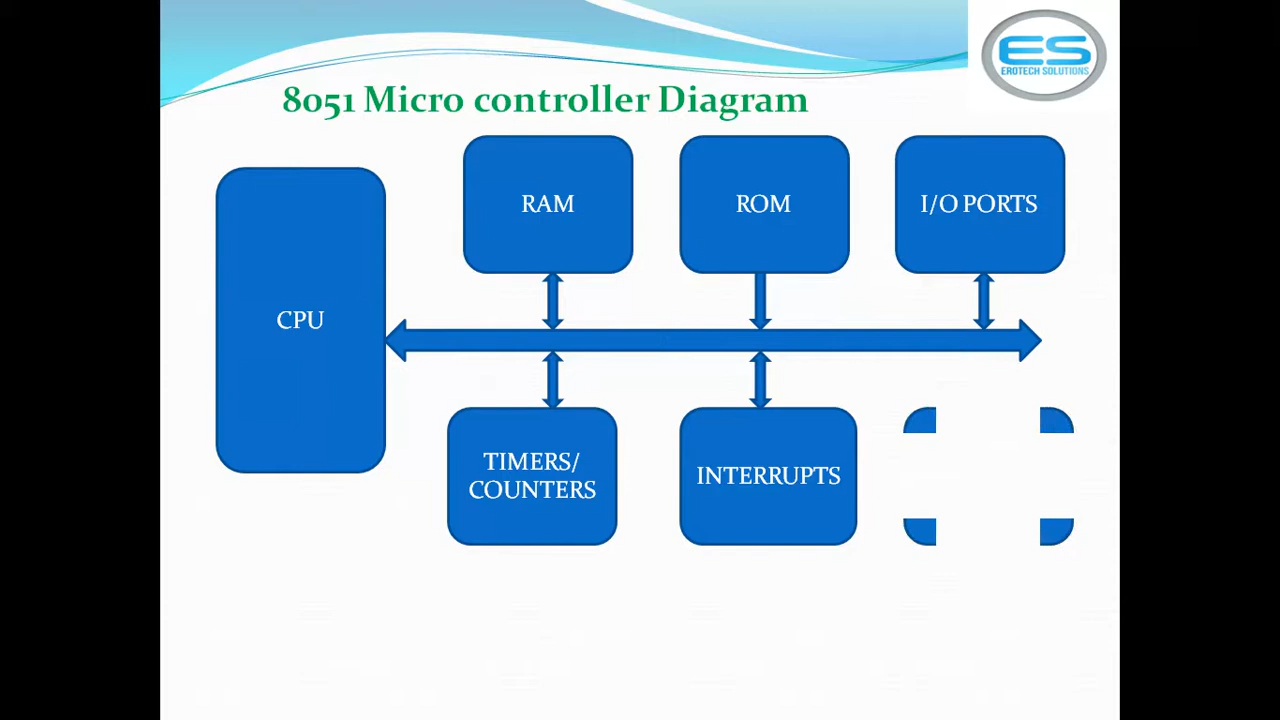 ES
EROTECH SOLUTIONS
8051 Micro controller Diagram
RAM
ROM
I/O PORTS
CPU
TIMERS/
COUNTERS
INTERRUPTS